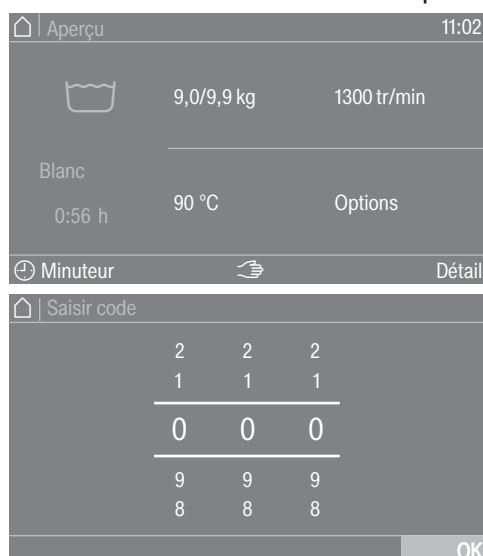 Aperçu 11:02
9,0/9,9 kg 1300 tr/min
Blanc
90 °C Options
0:56 h
Minuteur Détail
Saisir code
2 2 2
1 1 1
0 0 0
9 9 9
8 8 8
OK